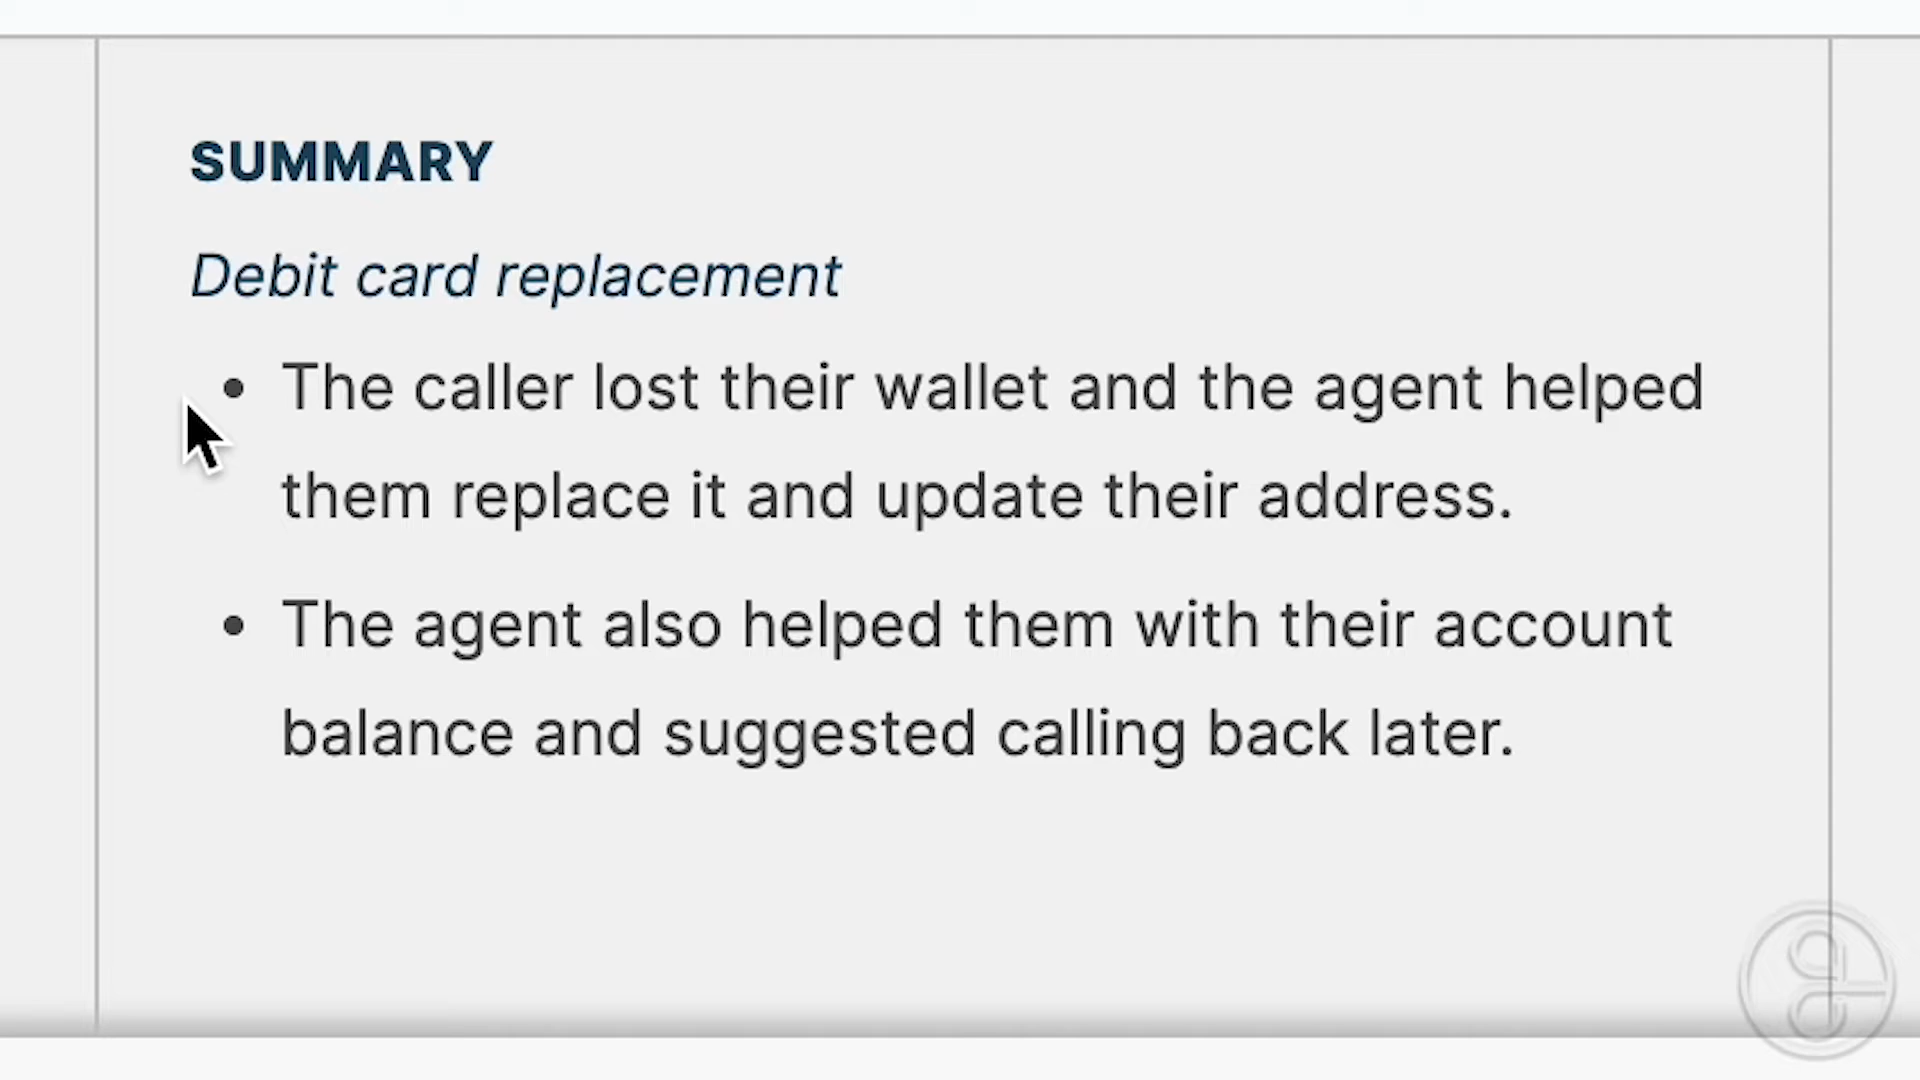 SUMMARY
Debit card replacement
• The caller lost their wallet and the agent helped
them replace it and update their address.
• The agent also helped them with their account
balance and suggested calling back later.